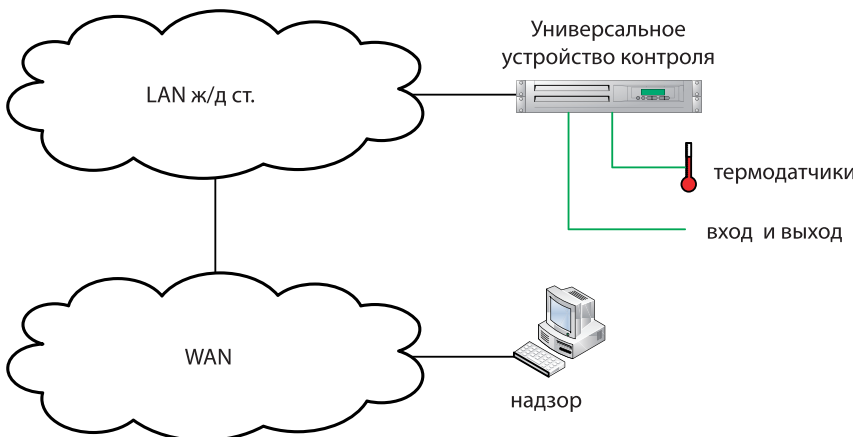 Универсальное
устройство контроля
LAN ж/д ст.
термодатчики
вход и выход
WAN
надзор